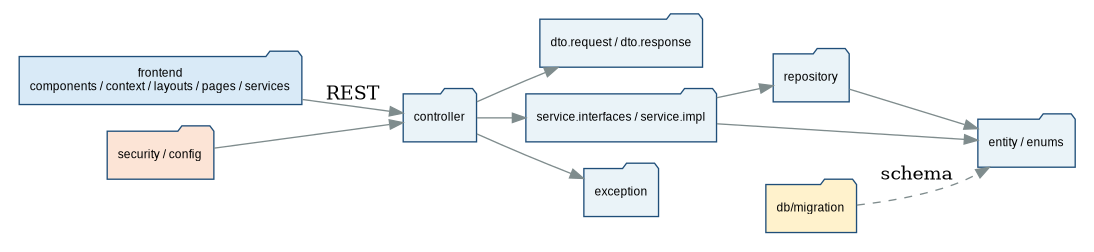 dto.request / dto.response
frontend
components / context / layouts / pages / services
REST
repository
controller
service.interfaces / service.impl
security / config
entity / enums
exception
schema
db/migration